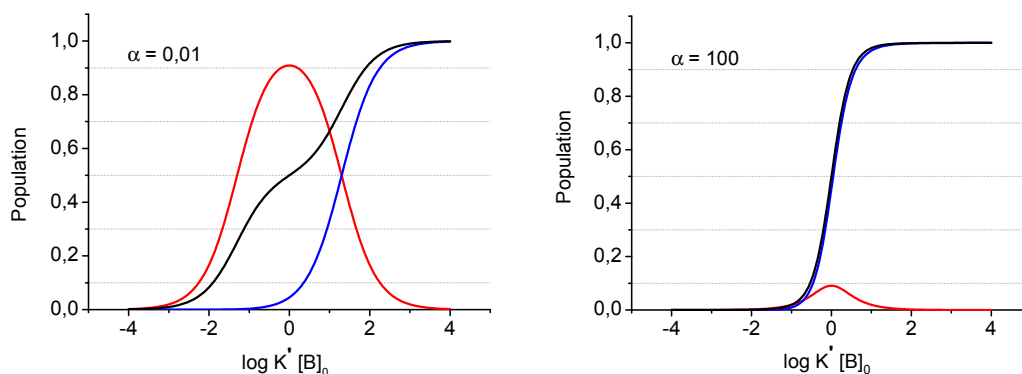 α = 0,01
1,0
0,8
0,6
0,4
0,2
0,0
Population
-4 -2 0 2 4
log K' [B]₀
α = 100
1,0
0,8
0,6
0,4
0,2
0,0
Population
-4 -2 0 2 4
log K' [B]₀